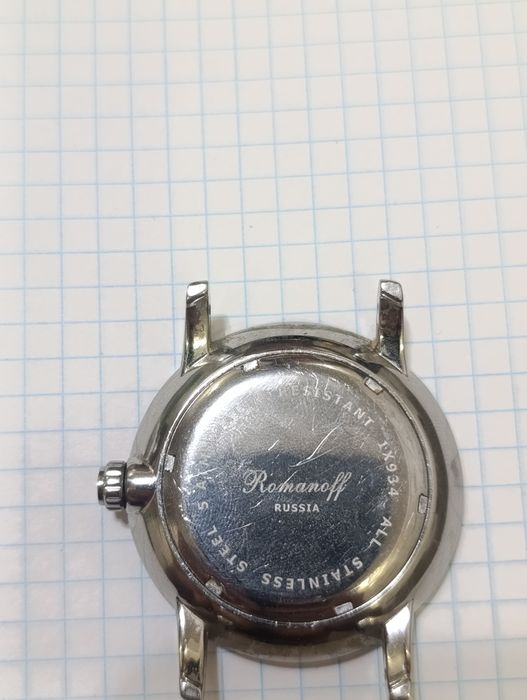 RESISTANT 1X934 ALL STAINLESS STEEL
Romanoff
RUSSIA